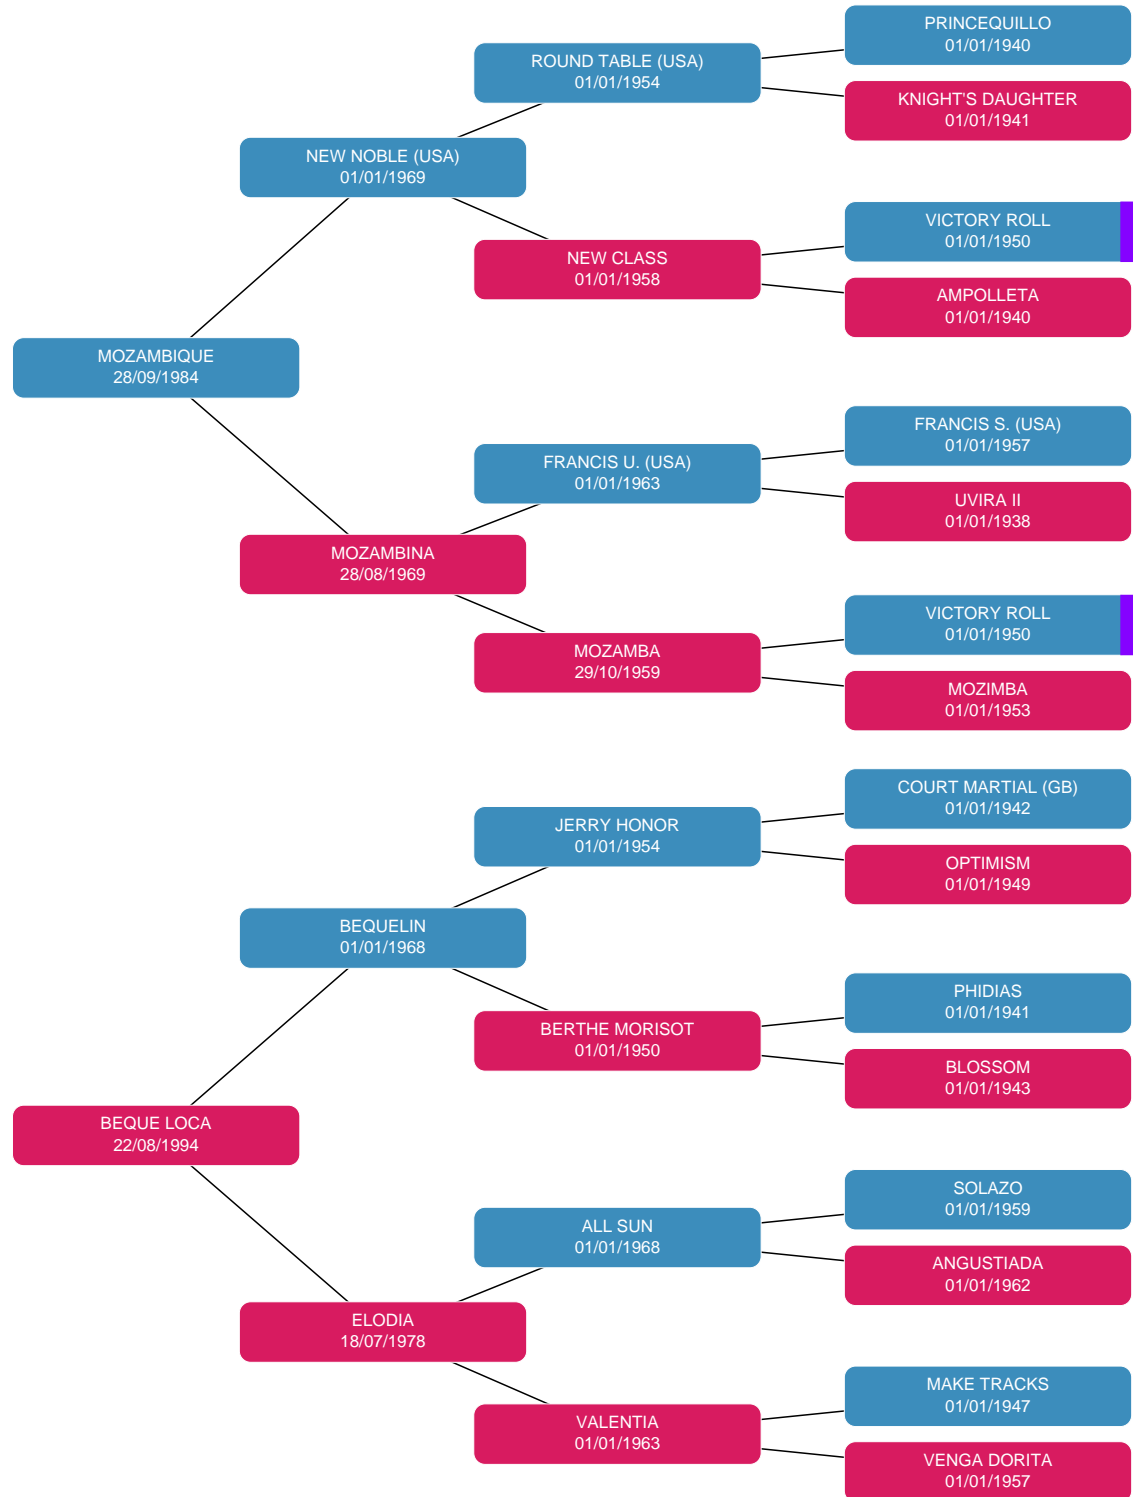 PRINCEQUILLO
01/01/1940
ROUND TABLE (USA)
01/01/1954
KNIGHT'S DAUGHTER
01/01/1941
NEW NOBLE (USA)
01/01/1969
VICTORY ROLL
01/01/1950
NEW CLASS
01/01/1958
AMPOLLETA
01/01/1940
MOZAMBIQUE
28/09/1984
FRANCIS S. (USA)
01/01/1957
FRANCIS U. (USA)
01/01/1963
UVIRA II
01/01/1938
MOZAMBINA
28/08/1969
VICTORY ROLL
01/01/1950
MOZAMBA
29/10/1959
MOZIMBA
01/01/1953
COURT MARTIAL (GB)
01/01/1942
JERRY HONOR
01/01/1954
OPTIMISM
01/01/1949
BEQUELIN
01/01/1968
PHIDIAS
01/01/1941
BERTHE MORISOT
01/01/1950
BLOSSOM
01/01/1943
BEQUE LOCA
22/08/1994
SOLAZO
01/01/1959
ALL SUN
01/01/1968
ANGUSTIADA
01/01/1962
ELODIA
18/07/1978
MAKE TRACKS
01/01/1947
VALENTIA
01/01/1963
VENGA DORITA
01/01/1957